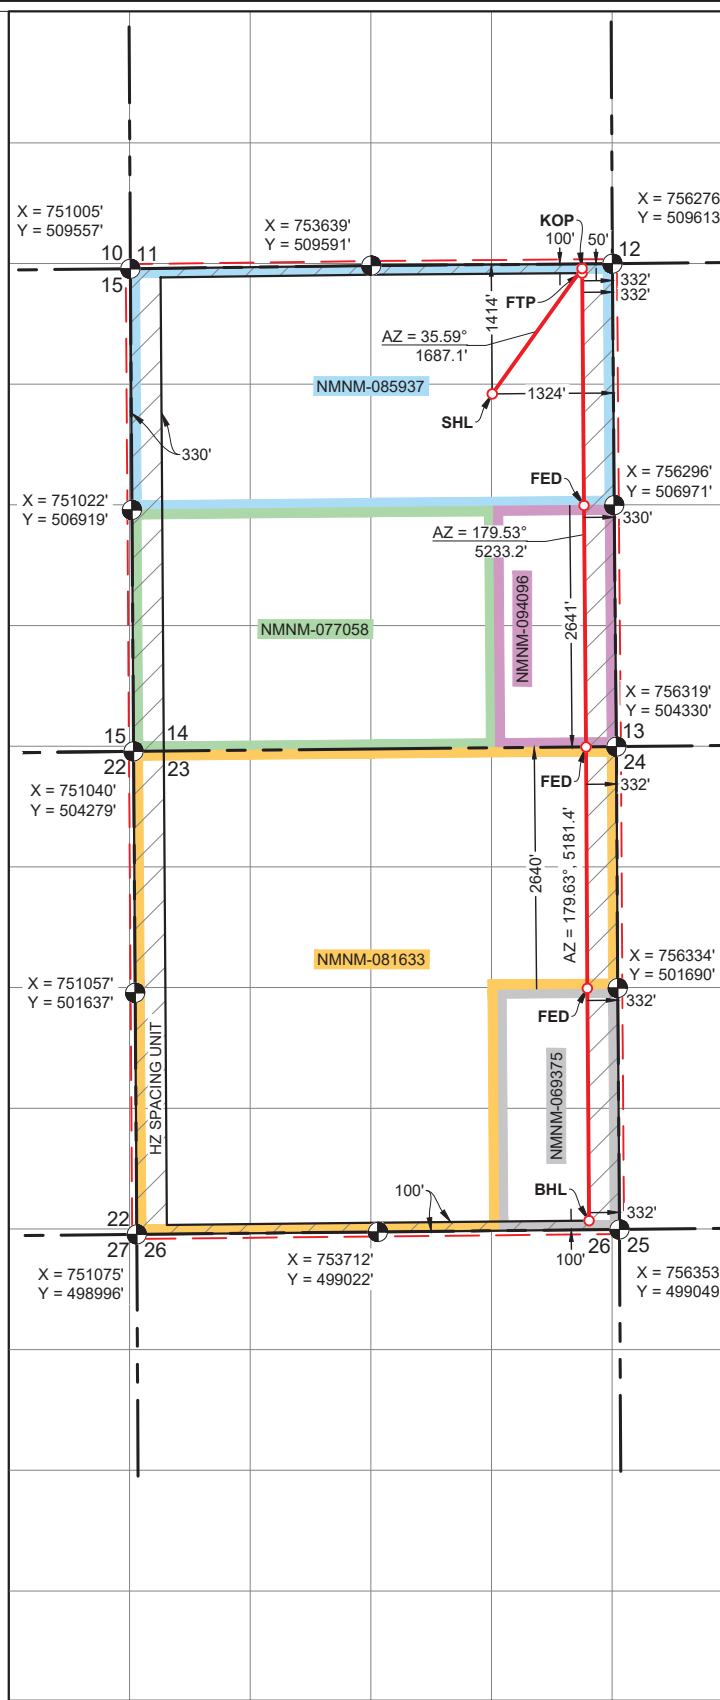 X = 751005'
Y = 509557'
X = 753639'
Y = 509591'
KOP
X = 756276
Y = 509613
100'
50'
12
10
11
15
332'
332'
FTP
1414'
AZ = 35.59°
1687.1'
NMNM-085937
1324'
SHL
330'
FED
X = 756296'
Y = 506971'
X = 751022'
Y = 506919'
330'
AZ = 179.53°
5233.2'
NMNM-094096
2641'
NMNM-077058
X = 756319'
Y = 504330'
15
14
13
22
23
24
FED
332'
X = 751040'
Y = 504279'
2640'
AZ = 179.63°, 5181.4'
NMNM-081633
X = 756334'
Y = 501690'
X = 751057'
Y = 501637'
332'
FED
HZ SPACING UNIT
NMNM-069375
100'
BHL
332'
22
27
26
26
25
100'
X = 753712'
Y = 499022'
X = 751075'
Y = 498996'
X = 756353
Y = 499049